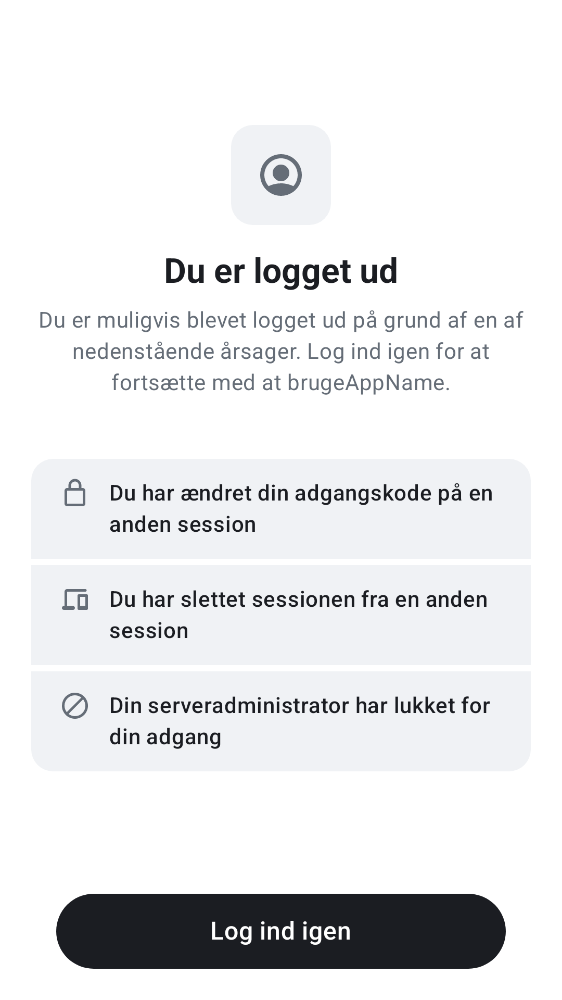 Du er logget ud
Du er muligvis blevet logget ud på grund af en af
nedenstående årsager. Log ind igen for at
fortsætte med at brugeAppName.
Du har ændret din adgangskode på en
anden session
Du har slettet sessionen fra en anden
session
Din serveradministrator har lukket for
din adgang
Log ind igen